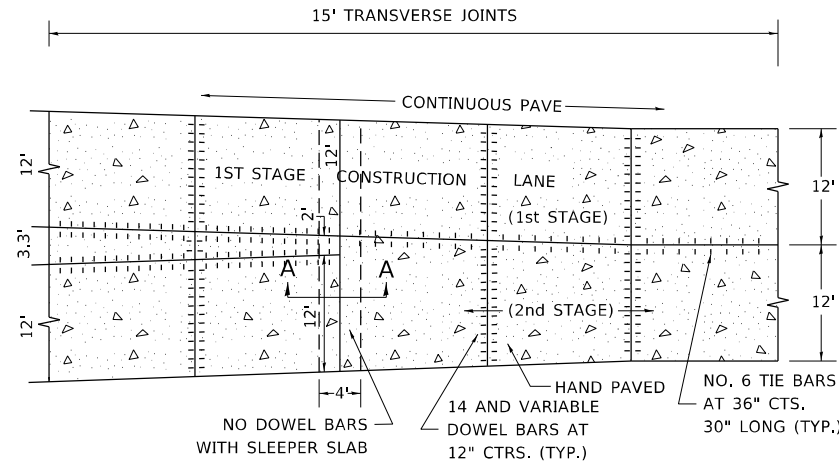 15' TRANSVERSE JOINTS
CONTINUOUS PAVE
12'
12'
1ST STAGE
CONSTRUCTION
LANE
12'
2'
(1st STAGE)
3.3'
A
A
12'
12'
(2nd STAGE)
12'
4'
HAND PAVED
NO DOWEL BARS
WITH SLEEPER SLAB
14 AND VARIABLE
DOWEL BARS AT
12" CTRS. (TYP.)
NO. 6 TIE BARS
AT 36" CTS.
30" LONG (TYP.)